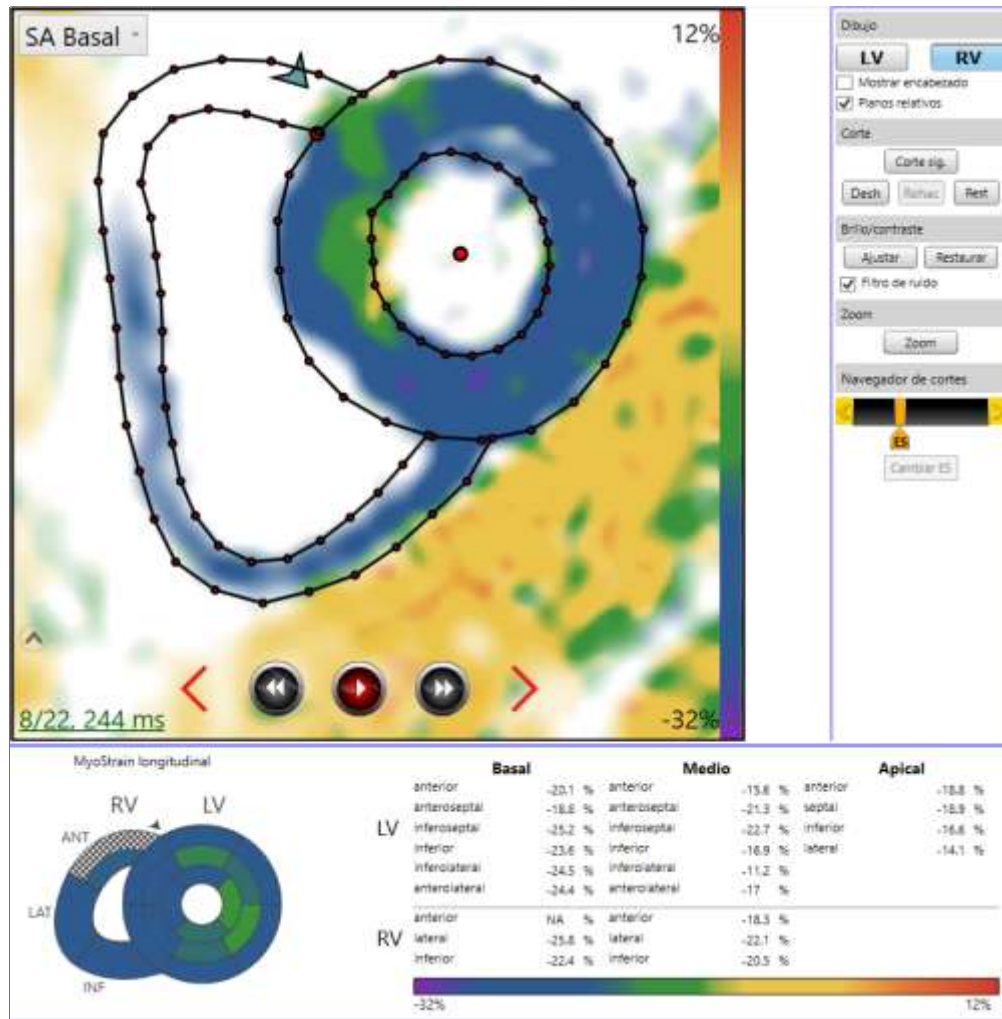 SA Basal
12%
8/22, 244 ms
-32%
Dibujo
LV RV
Mostrar encabezado
Planos relativos
Corte
Corte sig.
Desh Rehac Rest
Brillo/contraste
Ajustar Restaurar
Filtro de ruido
Zoom
Zoom
Navegador de cortes
ES
Cambiar ES
MyoStrain longitudinal
RV LV
ANT
LAT
INF
Basal Medio Apical
LV
anterior -20.1 % anterior -15.6 % anterior -18.8 %
anteroseptal -18.8 % anteroseptal -21.3 % septal -18.9 %
inferoseptal -25.2 % inferoseptal -22.7 % inferior -16.6 %
inferior -23.6 % inferior -16.9 % lateral -14.1 %
inferolateral -24.5 % inferolateral -11.2 %
anterolateral -24.4 % anterolateral -17 %
RV
anterior NA % anterior -18.3 %
lateral -25.8 % lateral -22.1 %
inferior -22.4 % inferior -20.5 %
-32% 12%